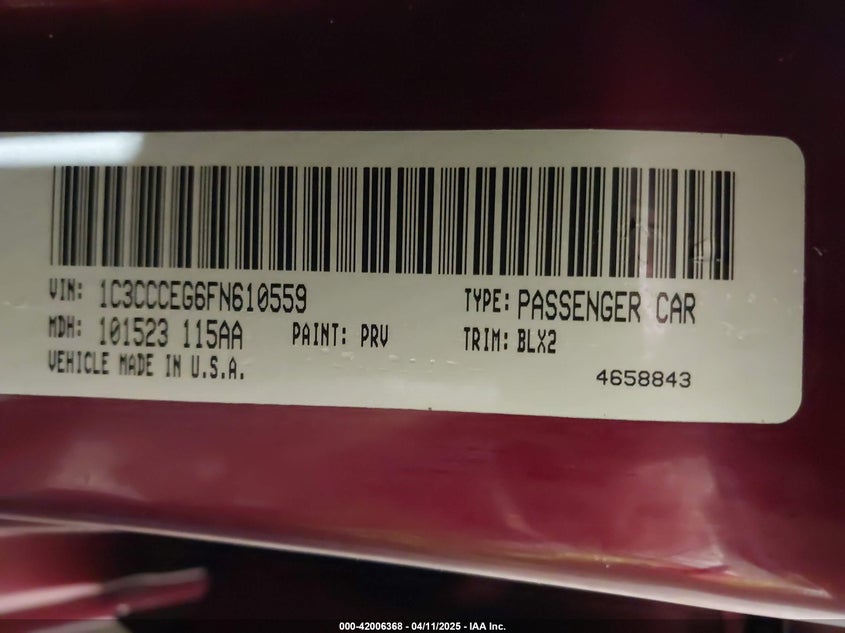 VIN: 1C3CCCEG6FN610559 TYPE: PASSENGER CAR
MDH: 101523 115AA PAINT: PRV TRIM: BLX2
VEHICLE MADE IN U.S.A. 4658843
000-42006368 - 04/11/2025 - IAA Inc.